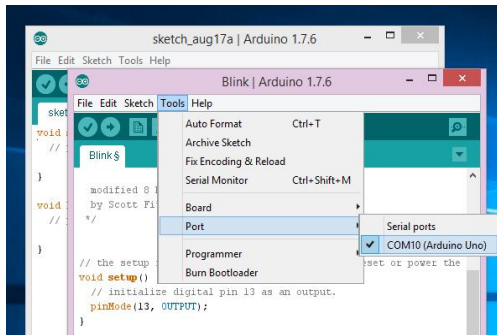 sketch_aug17a | Arduino 1.7.6
File Edit Sketch Tools Help
Blink | Arduino 1.7.6
File Edit Sketch Tools Help
Auto Format Ctrl+T
Archive Sketch
Fix Encoding & Reload
Serial Monitor Ctrl+Shift+M
Board
Port
Programmer
Burn Bootloader
Serial ports
COM10 (Arduino Uno)
sket
void
//
}
void
//
}
Blink §
modified 8
by Scott Fi
*/
// the setup
eset or power the
void setup()
// initialize digital pin 13 as an output.
pinMode(13, OUTPUT);
}